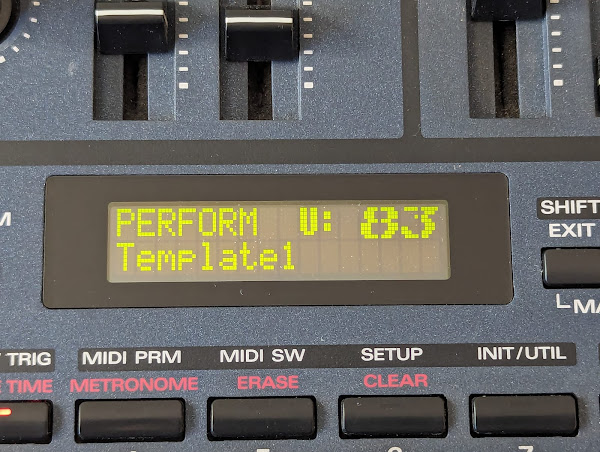 PERFORM U: 83
Template1
SHIFT
EXIT
TRIG
MIDI PRM
MIDI SW
SETUP
INIT/UTIL
TIME
METRONOME
ERASE
CLEAR